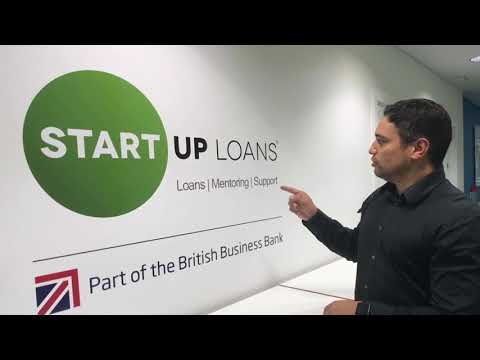 START UP LOANS
Loans | Mentoring | Support
Part of the British Business Bank